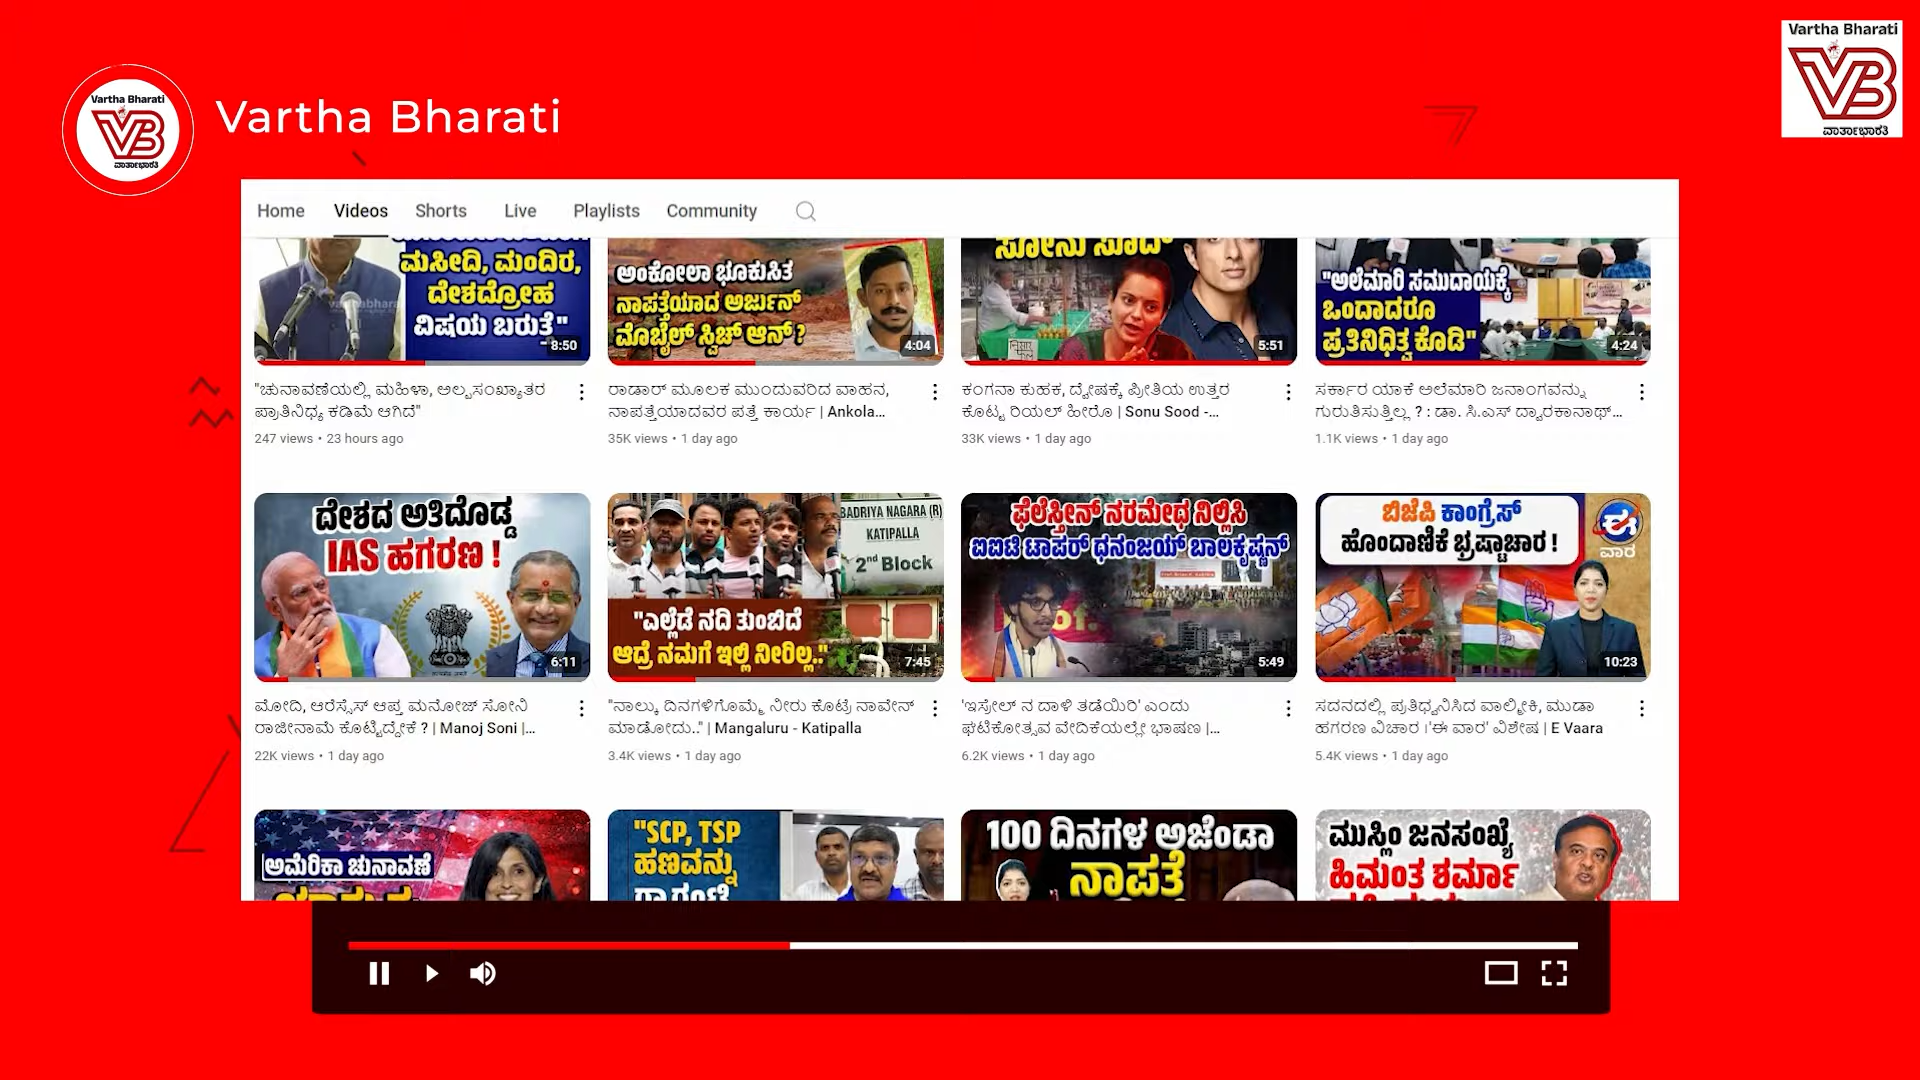 Vartha Bharati
VB
ವಾರ್ತಾಭಾರತಿ
Vartha Bharati
Vartha Bharati
VB
ವಾರ್ತಾಭಾರತಿ
Home Videos Shorts Live Playlists Community
ಮಸೀದಿ, ಮಂದಿರ,
ದೇಶದ್ರೋಹ
ವಿಷಯ ಬರುತ್ತೆ"
8:50
ಅಂಕೋಲಾ ಭೂಕುಸಿತ
ನಾಪತ್ತೆಯಾದ ಅರ್ಜುನ್
ಮೊಬೈಲ್ ಸ್ವಿಚ್ ಆನ್ ?
4:04
ಸೋನು ಸೂದ್
5:51
"ಅಲೆಮಾರಿ ಸಮುದಾಯಕ್ಕೆ
ಒಂದಾದರೂ
ಪ್ರತಿನಿಧಿತ್ವ ಕೊಡಿ"
4:24
"ಚುನಾವಣೆಯಲ್ಲಿ ಮಹಿಳಾ, ಅಲ್ಪಸಂಖ್ಯಾತರ
ಪ್ರಾತಿನಿಧ್ಯ ಕಡಿಮೆ ಆಗಿದೆ"
247 views • 23 hours ago
ರಾಡಾರ್ ಮೂಲಕ ಮುಂದುವರಿದ ವಾಹನ,
ನಾಪತ್ತೆಯಾದವರ ಪತ್ತೆ ಕಾರ್ಯ | Ankola...
35K views • 1 day ago
ಕಂಗನಾ ಕುಹಕ, ದ್ವೇಷಕ್ಕೆ ಪ್ರೀತಿಯ ಉತ್ತರ
ಕೊಟ್ಟ ರಿಯಲ್ ಹೀರೊ | Sonu Sood -...
33K views • 1 day ago
ಸರ್ಕಾರ ಯಾಕೆ ಅಲೆಮಾರಿ ಜನಾಂಗವನ್ನು
ಗುರುತಿಸುತ್ತಿಲ್ಲ ? : ಡಾ. ಸಿ.ಎಸ್ ದ್ವಾರಕಾನಾಥ್...
1.1K views • 1 day ago
ದೇಶದ ಅತಿದೊಡ್ಡ
IAS ಹಗರಣ !
6:11
BADRIYA NAGARA (R)
KATIPALLA
2nd Block
"ಎಲ್ಲೆಡೆ ನದಿ ತುಂಬಿದೆ
ಆದ್ರೆ ನಮಗೆ ಇಲ್ಲಿ ನೀರಿಲ್ಲ.."
7:45
ಫೆಲೆಸ್ತೀನ್ ನರಮೇಧ ನಿಲ್ಲಿಸಿ
ಐಐಟಿ ಟಾಪರ್ ಧನಂಜಯ್ ಬಾಲಕೃಷ್ಣನ್
5:49
ಬಿಜೆಪಿ ಕಾಂಗ್ರೆಸ್
ಹೊಂದಾಣಿಕೆ ಭ್ರಷ್ಟಾಚಾರ !
ಈ
ವಾರ
10:23
ಮೋದಿ, ಆರೆಸ್ಸೆಸ್ ಆಪ್ತ ಮನೋಜ್ ಸೋನಿ
ರಾಜೀನಾಮೆ ಕೊಟ್ಟಿದ್ದೇಕೆ ? | Manoj Soni |...
22K views • 1 day ago
"ನಾಲ್ಕು ದಿನಗಳಿಗೊಮ್ಮೆ ನೀರು ಕೊಟ್ರೆ ನಾವೇನ್
ಮಾಡೋದು.." | Mangaluru - Katipalla
3.4K views • 1 day ago
'ಇಸ್ರೇಲ್ ನ ದಾಳಿ ತಡೆಯಿರಿ' ಎಂದು
ಘಟಿಕೋತ್ಸವ ವೇದಿಕೆಯಲ್ಲೇ ಭಾಷಣ |...
6.2K views • 1 day ago
ಸದನದಲ್ಲಿ ಪ್ರತಿಧ್ವನಿಸಿದ ವಾಲ್ಮೀಕಿ, ಮುಡಾ
ಹಗರಣ ವಿಚಾರ ।'ಈ ವಾರ' ವಿಶೇಷ | E Vaara
5.4K views • 1 day ago
ಅಮೆರಿಕಾ ಚುನಾವಣೆ
"SCP, TSP
ಹಣವನ್ನು
100 ದಿನಗಳ ಅಜೆಂಡಾ
ನಾಪತ್ತೆ
ಮುಸ್ಲಿಂ ಜನಸಂಖ್ಯೆ
ಹಿಮಂತ ಶರ್ಮಾ